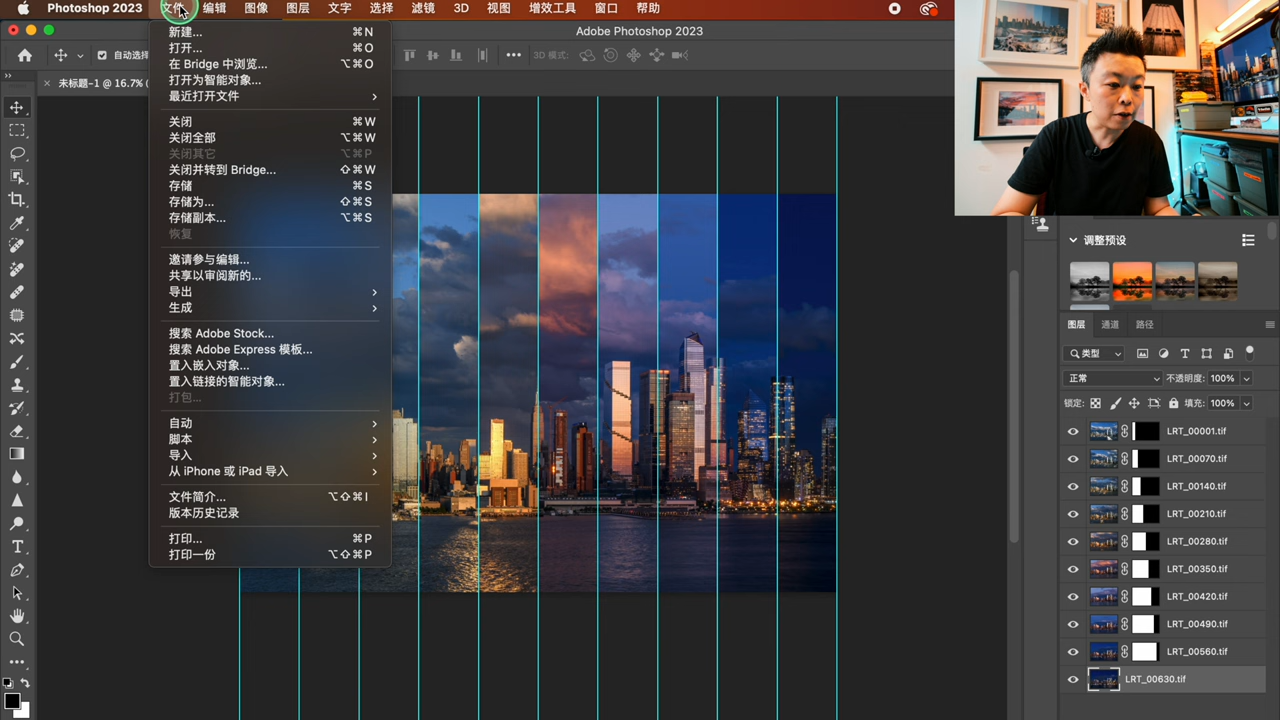 Photoshop 2023 文件 编辑 图像 图层 文字 选择 滤镜 3D 视图 增效工具 窗口 帮助
Adobe Photoshop 2023
自动选择
3D 模式:
未标题-1 @ 16.7% (
新建... ⌘N
打开... ⌘O
在 Bridge 中浏览... ⌥⌘O
打开为智能对象...
最近打开文件
关闭 ⌘W
关闭全部 ⌥⌘W
关闭其它 ⌥⌘P
关闭并转到 Bridge... ⇧⌘W
存储 ⌘S
存储为... ⇧⌘S
存储副本... ⌥⌘S
恢复
邀请参与编辑...
共享以审阅新的...
导出
生成
搜索 Adobe Stock...
搜索 Adobe Express 模板...
置入嵌入对象...
置入链接的智能对象...
打包...
自动
脚本
导入
从 iPhone 或 iPad 导入
文件简介... ⌥⇧⌘I
版本历史记录
打印... ⌘P
打印一份 ⌥⇧⌘P
调整预设
图层 通道 路径
类型
正常 不透明度: 100%
锁定: 填充: 100%
LRT_00001.tif
LRT_00070.tif
LRT_00140.tif
LRT_00210.tif
LRT_00280.tif
LRT_00350.tif
LRT_00420.tif
LRT_00490.tif
LRT_00560.tif
LRT_00630.tif